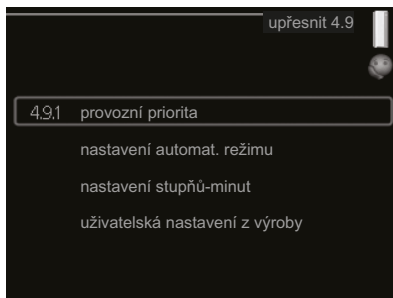 upřesnit 4.9
4.9.1 provozní priorita
nastavení automat. režimu
nastavení stupňů-minut
uživatelská nastavení z výroby